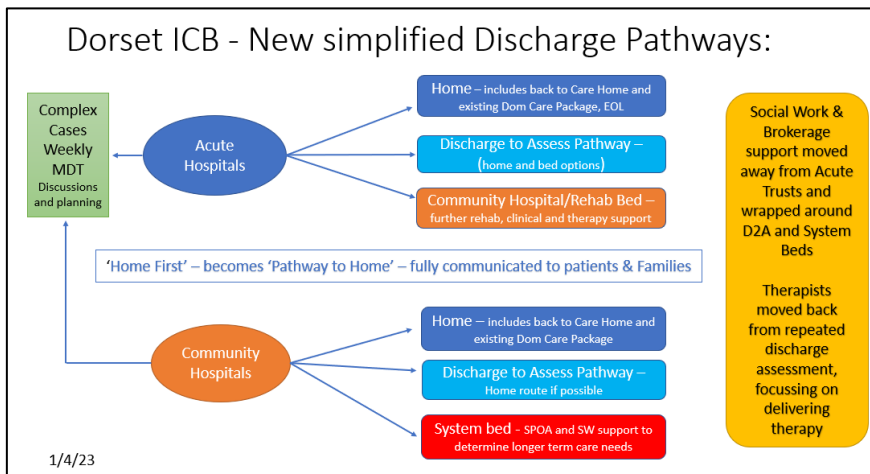 Dorset ICB - New simplified Discharge Pathways:
Complex
Cases
Weekly
MDT
Discussions
and planning
Acute
Hospitals
Home – includes back to Care Home and
existing Dom Care Package, EOL
Discharge to Assess Pathway –
(home and bed options)
Community Hospital/Rehab Bed –
further rehab, clinical and therapy support
'Home First' – becomes 'Pathway to Home' – fully communicated to patients & Families
Community
Hospitals
Home – includes back to Care Home and
existing Dom Care Package
Discharge to Assess Pathway –
Home route if possible
System bed - SPOA and SW support to
determine longer term care needs
Social Work &
Brokerage
support moved
away from Acute
Trusts and
wrapped around
D2A and System
Beds
Therapists
moved back
from repeated
discharge
assessment,
focussing on
delivering
therapy
1/4/23